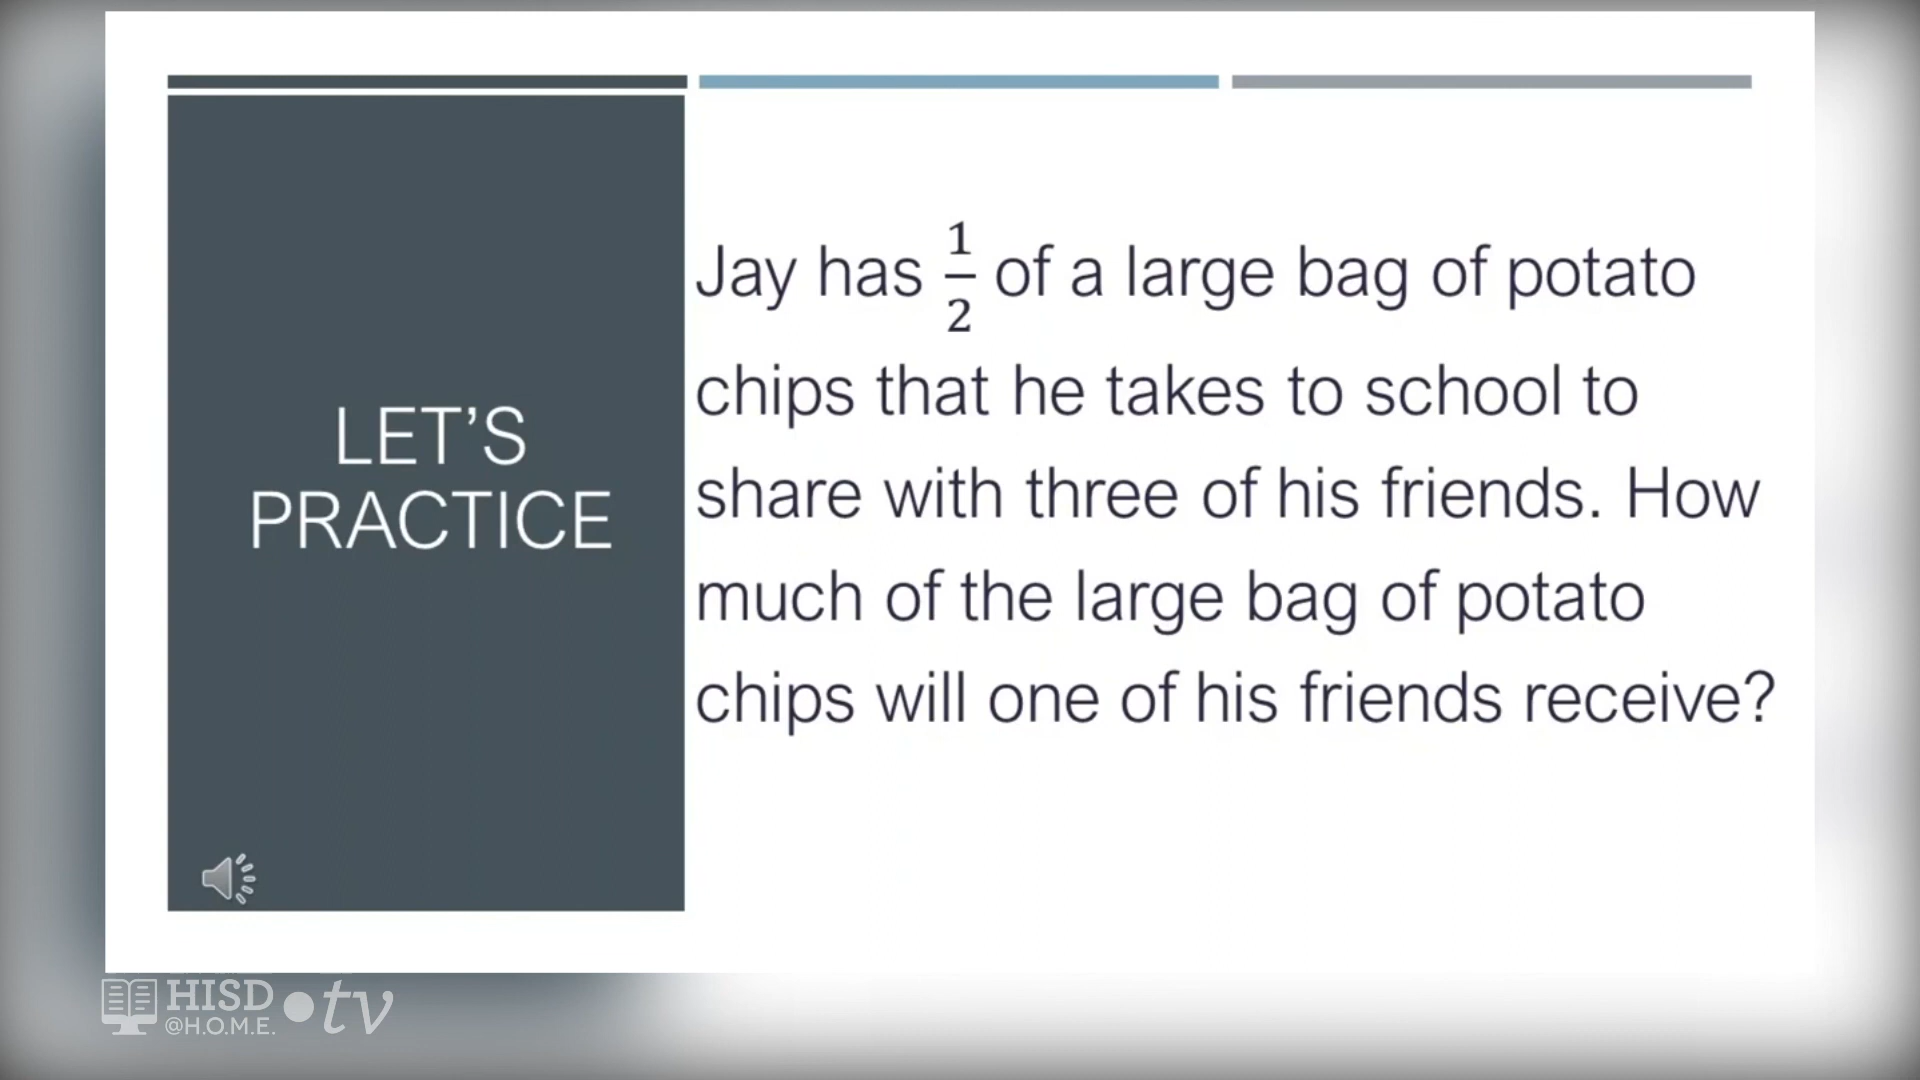 LET’S
PRACTICE
Jay has 1/2 of a large bag of potato
chips that he takes to school to
share with three of his friends. How
much of the large bag of potato
chips will one of his friends receive?
HISD
@H.O.M.E.
tv